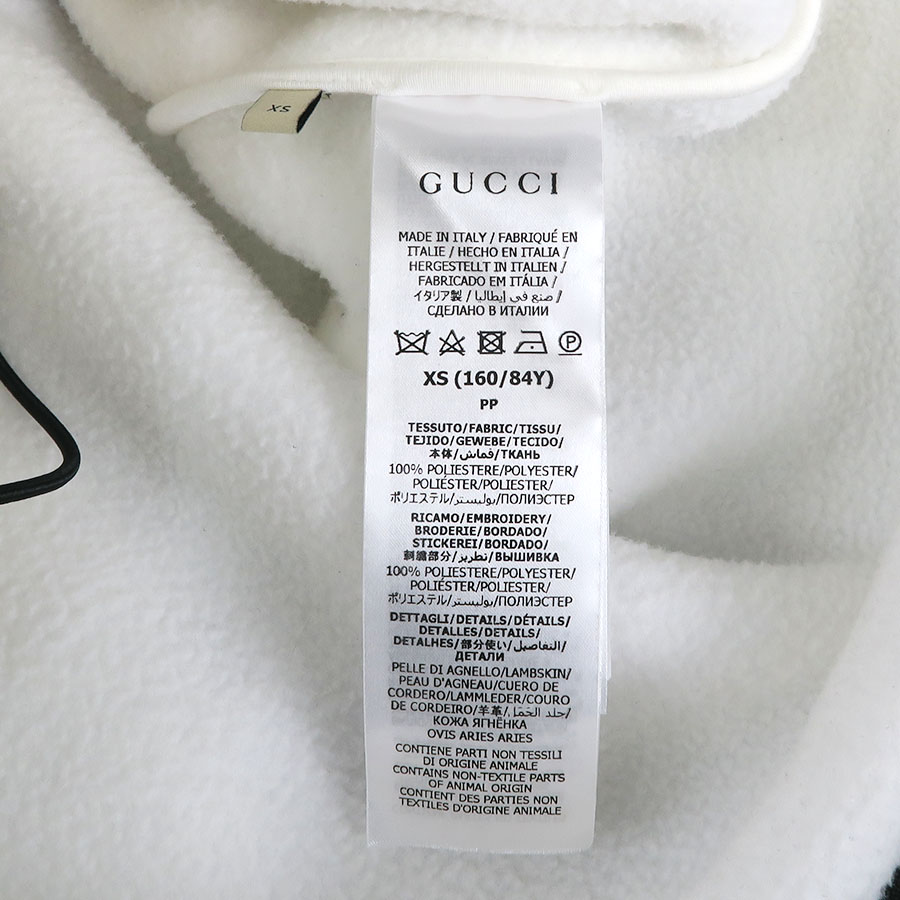 XS
GUCCI
MADE IN ITALY / FABRIQUÉ EN
ITALIE / HECHO EN ITALIA /
HERGESTELLT IN ITALIEN /
FABRICADO EM ITÁLIA /
イタリア製 / صنع في إيطاليا /
СДЕЛАНО В ИТАЛИИ
XS (160/84Y)
PP
TESSUTO/FABRIC/TISSU/
TEJIDO/GEWEBE/TECIDO/
本体/قماش/ТКАНЬ
100% POLIESTERE/POLYESTER/
POLIÉSTER/POLIESTER/
ポリエステル/بوليستر/ПОЛИЭСТЕР
RICAMO/EMBROIDERY/
BRODERIE/BORDADO/
STICKEREI/BORDADO/
刺繍部分/تطريز/ВЫШИВКА
100% POLIESTERE/POLYESTER/
POLIÉSTER/POLIESTER/
ポリエステル/بوليستر/ПОЛИЭСТЕР
DETTAGLI/DETAILS/DÉTAILS/
DETALLES/DETAILS/
DETALHES/部分使い/التفاصيل/
ДЕТАЛИ
PELLE DI AGNELLO/LAMBSKIN/
PEAU D'AGNEAU/CUERO DE
CORDERO/LAMMLEDER/COURO
DE CORDEIRO/羊革/جلد الحَمَل/
КОЖА ЯГНЁНКА
OVIS ARIES ARIES
CONTIENE PARTI NON TESSILI
DI ORIGINE ANIMALE
CONTAINS NON-TEXTILE PARTS
OF ANIMAL ORIGIN
CONTIENT DES PARTIES NON
TEXTILES D'ORIGINE ANIMALE